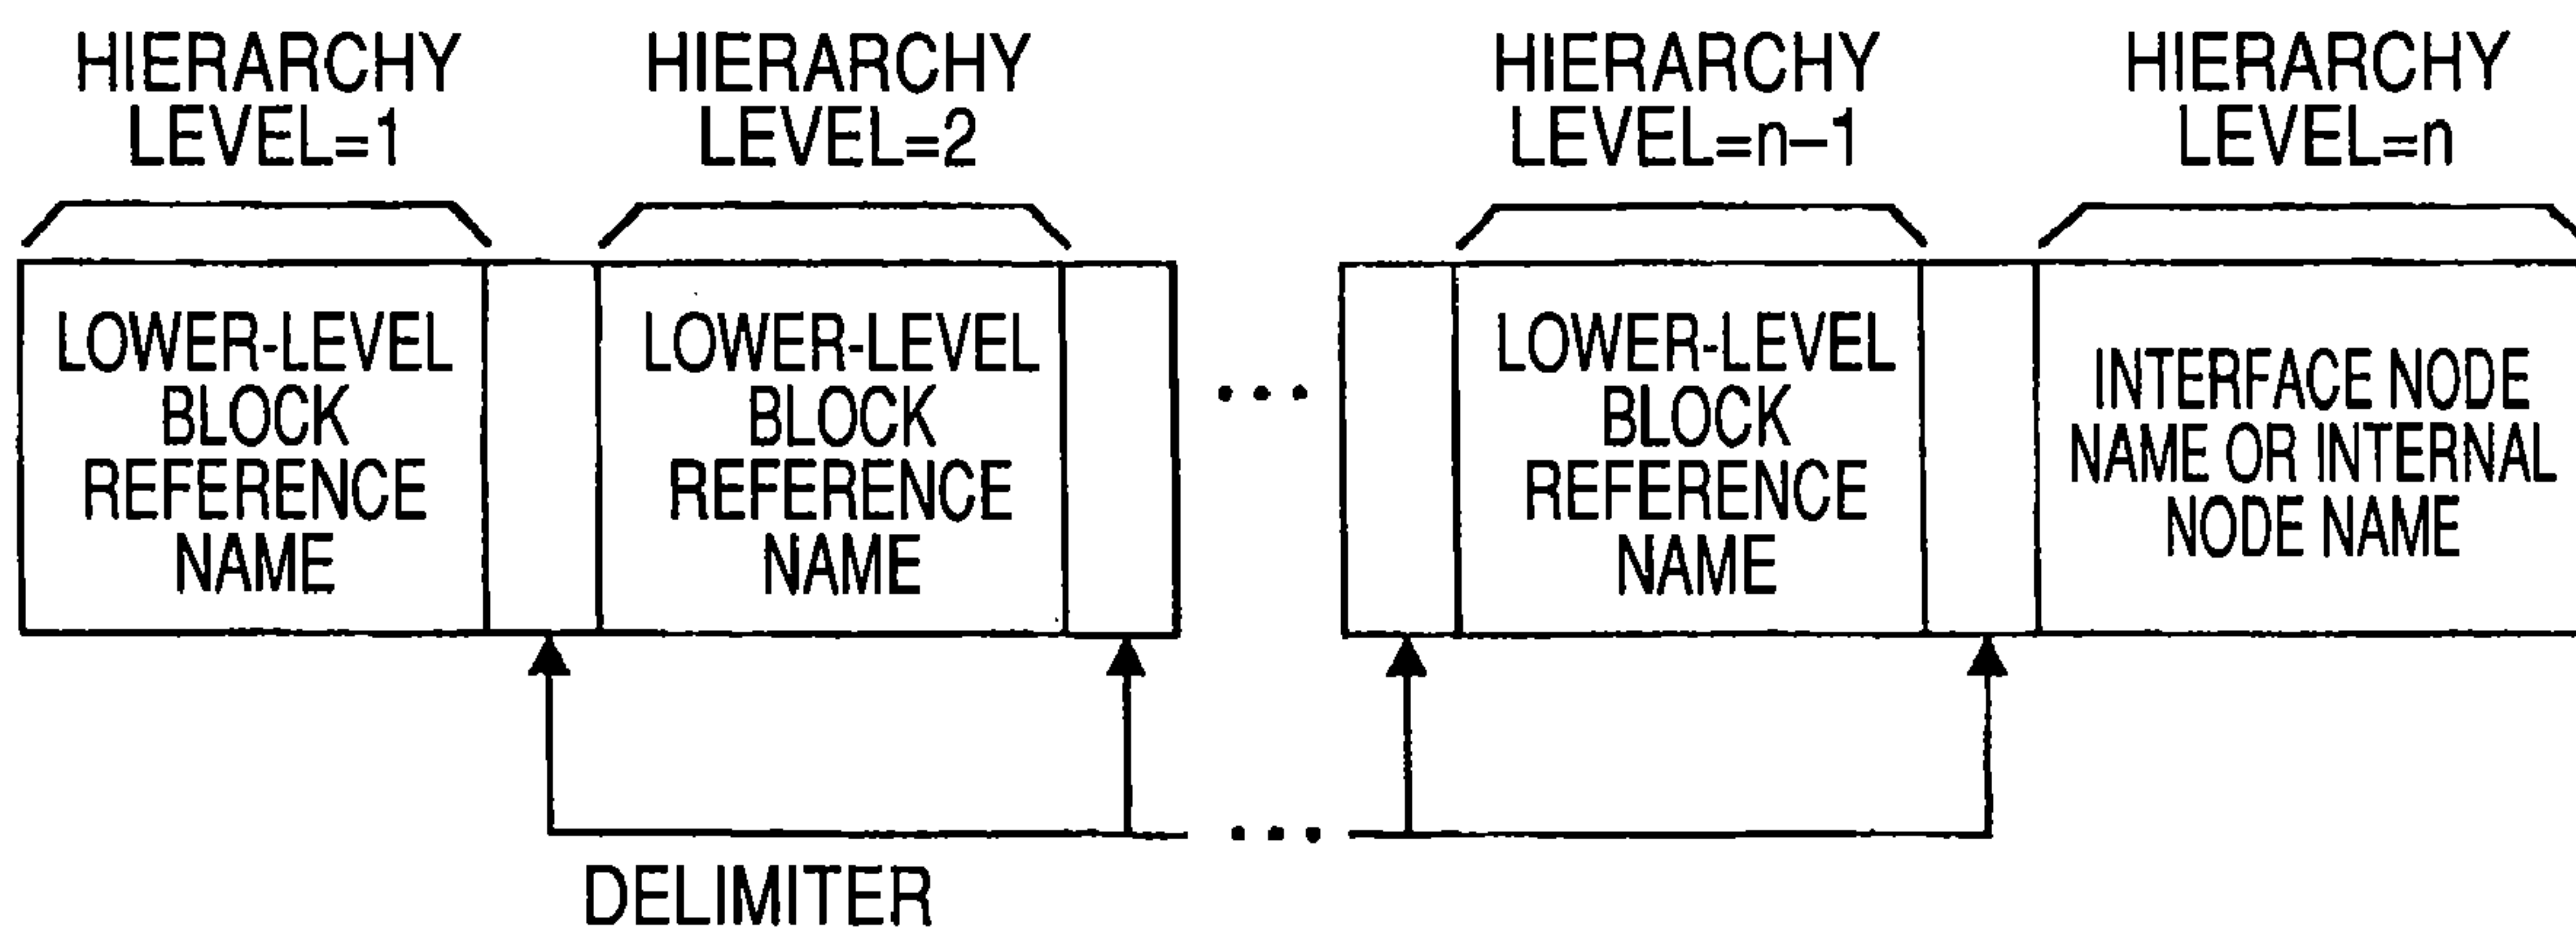 HIERARCHY
LEVEL=1
HIERARCHY
LEVEL=2
HIERARCHY
LEVEL=n–1
HIERARCHY
LEVEL=n
LOWER-LEVEL
BLOCK
REFERENCE
NAME
LOWER-LEVEL
BLOCK
REFERENCE
NAME
...
LOWER-LEVEL
BLOCK
REFERENCE
NAME
INTERFACE NODE
NAME OR INTERNAL
NODE NAME
...
DELIMITER